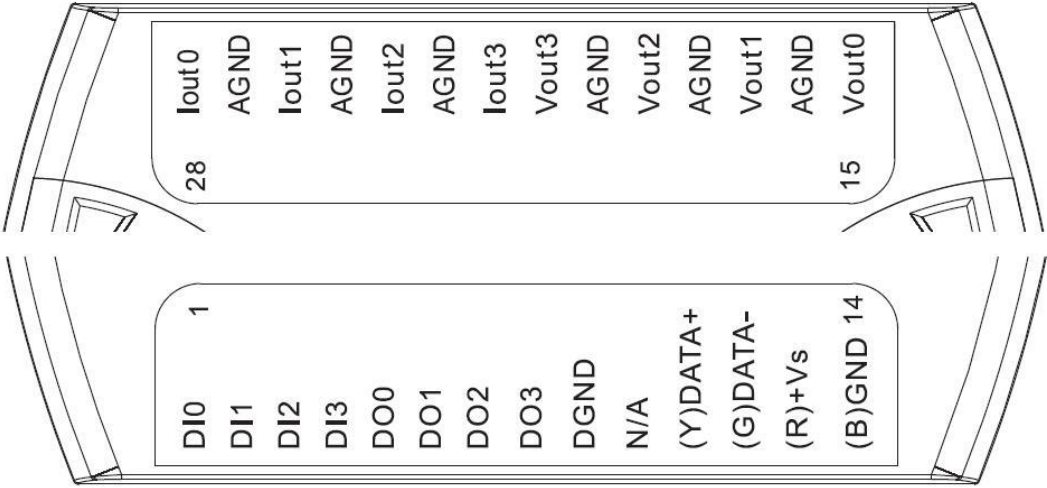 Iout0
AGND
Iout1
AGND
Iout2
AGND
Iout3
Vout3
AGND
Vout2
AGND
Vout1
AGND
Vout0
28
15
1
DI0
DI1
DI2
DI3
DO0
DO1
DO2
DO3
DGND
N/A
(Y)DATA+
(G)DATA-
(R)+Vs
(B)GND 14